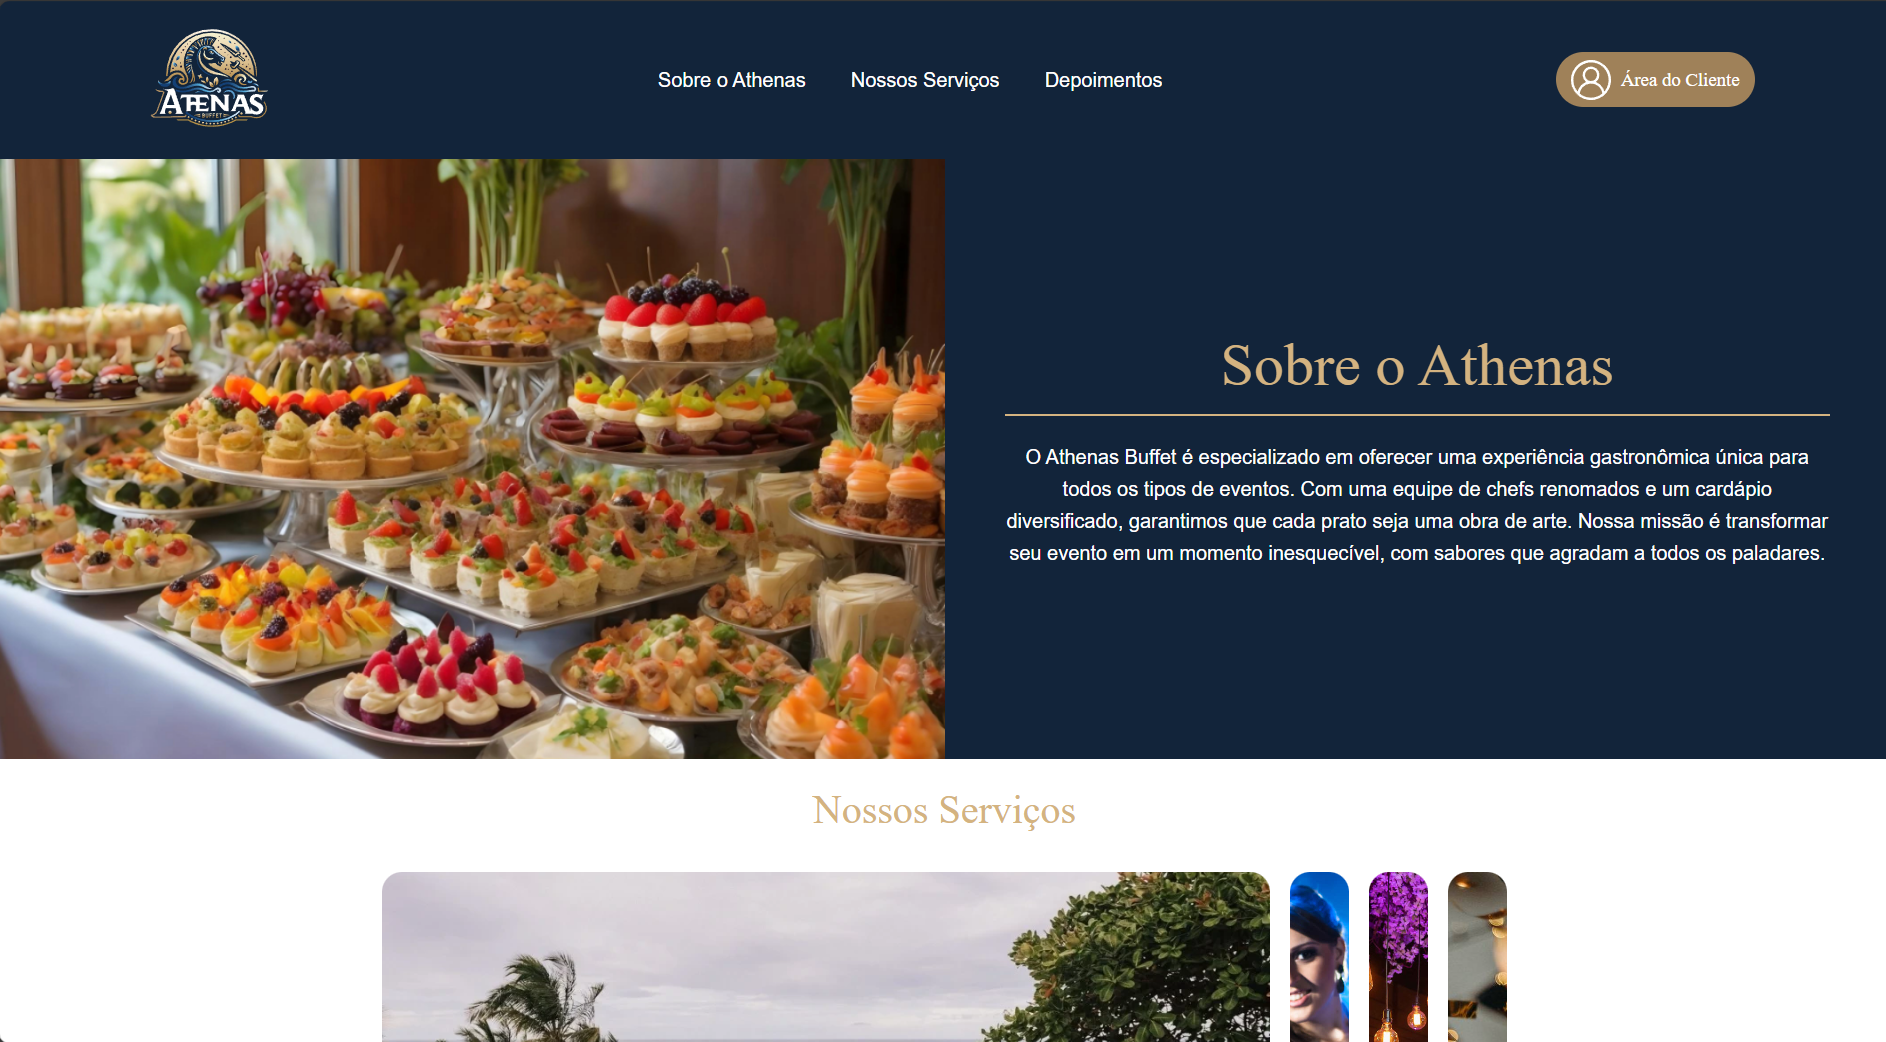 ATENAS
BUFFET
Sobre o Athenas
Nossos Serviços
Depoimentos
Área do Cliente
Sobre o Athenas
O Athenas Buffet é especializado em oferecer uma experiência gastronômica única para
todos os tipos de eventos. Com uma equipe de chefs renomados e um cardápio
diversificado, garantimos que cada prato seja uma obra de arte. Nossa missão é transformar
seu evento em um momento inesquecível, com sabores que agradam a todos os paladares.
Nossos Serviços